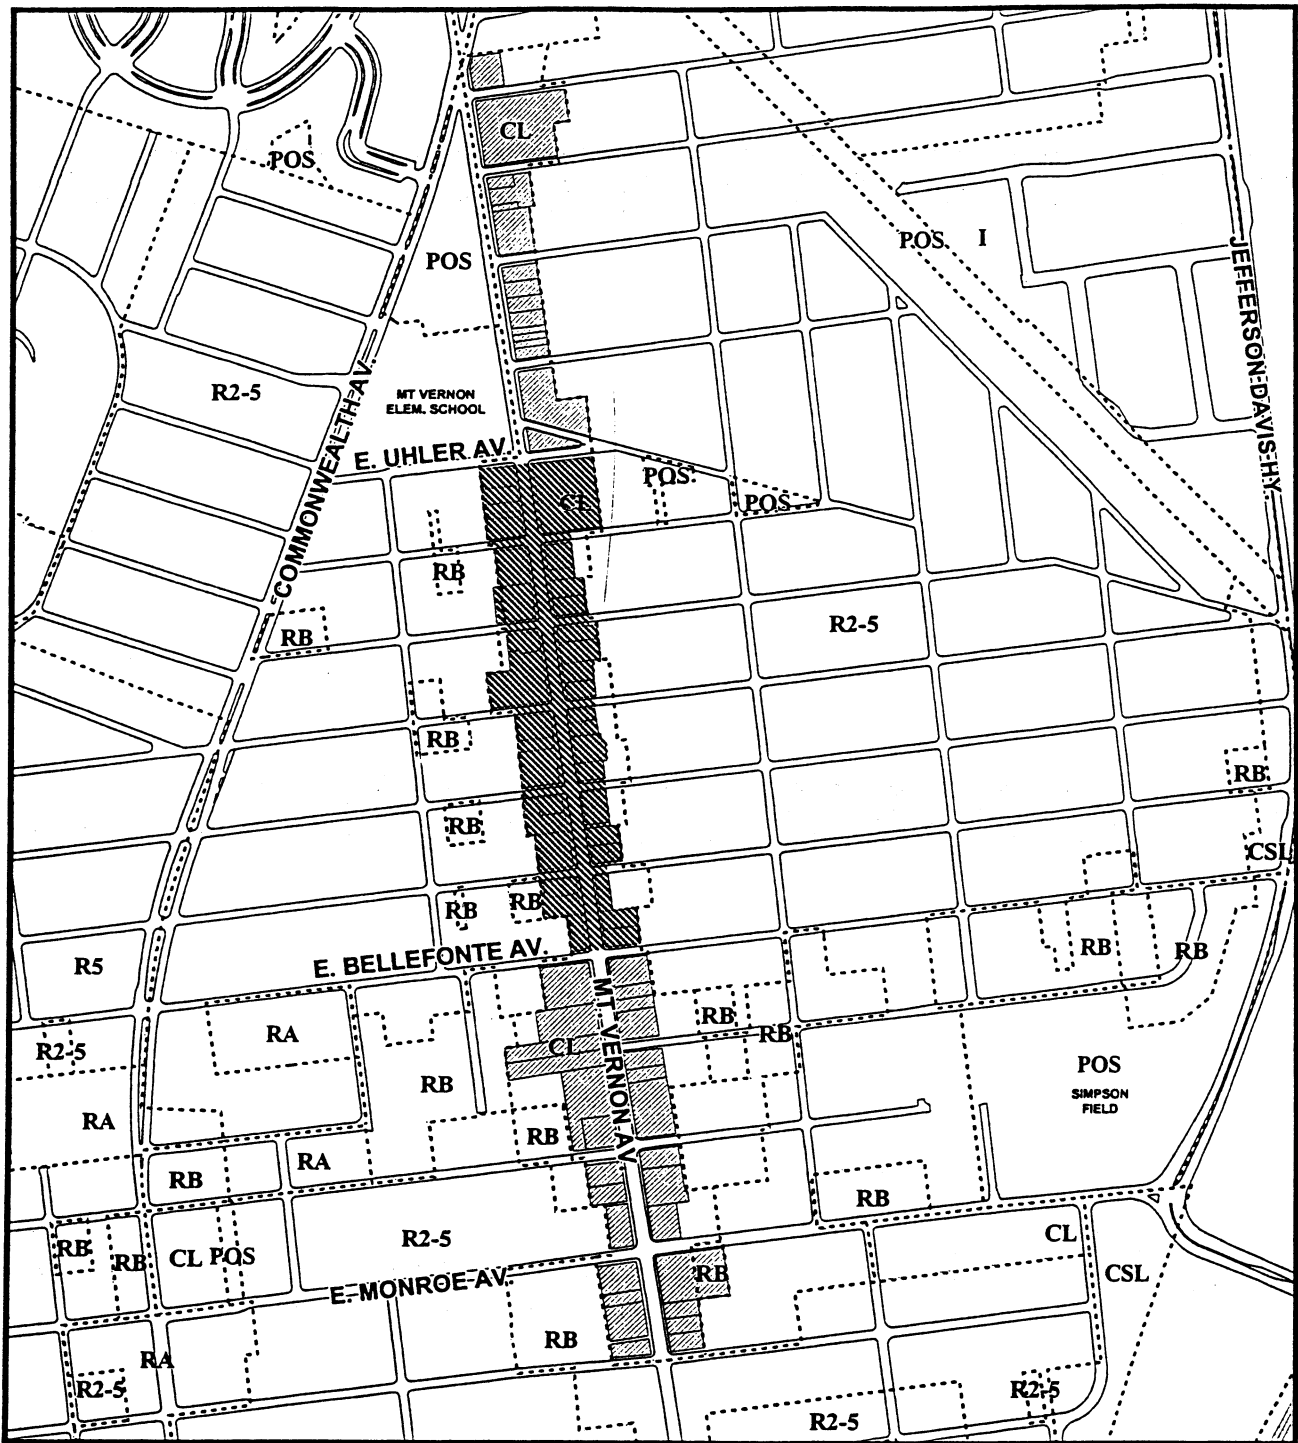 CL
POS
POS
POS I
JEFFERSON DAVIS HY
R2-5
MT VERNON
ELEM. SCHOOL
COMMONWEALTH AV.
E. UHLER AV.
POS
CL
POS
RB
R2-5
RB
RB
RB
RB
CSL
RB
RB
E. BELLEFONTE AV.
RB
RB
R5
MT. VERNON AV
RB
RA
RB
CL
R2-5
POS
RB
SIMPSON
FIELD
RA
RB
RA
RB
RB
R2-5
CL
RB
RB
CL POS
RB
CSL
E. MONROE AV.
RB
RA
R2-5
R2-5
R2-5